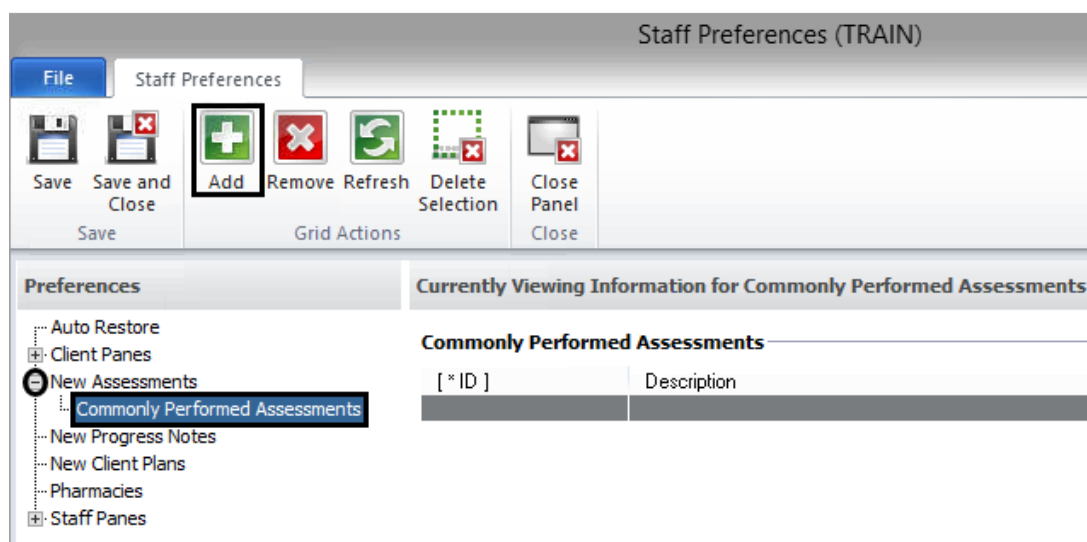 Staff Preferences (TRAIN)
File Staff Preferences
Save Save and Close Add Remove Refresh Delete Selection Close Panel
Save Grid Actions Close
Preferences Currently Viewing Information for Commonly Performed Assessments
Auto Restore
Client Panes
New Assessments
Commonly Performed Assessments
New Progress Notes
New Client Plans
Pharmacies
Staff Panes
Commonly Performed Assessments
[ * ID ] Description